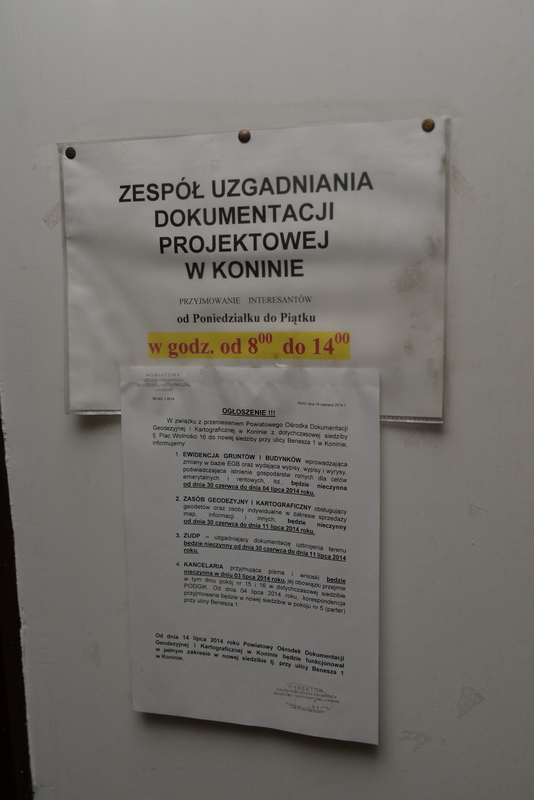 ZESPÓŁ UZGADNIANIA
DOKUMENTACJI
PROJEKTOWEJ
W KONINIE
PRZYJMOWANIE INTERESANTÓW
od Poniedziałku do Piątku
w godz. od 8⁰⁰ do 14⁰⁰
POWIATOWY
OGŁOSZENIE !!!
W związku z przeniesieniem Powiatowego Ośrodka Dokumentacji
Geodezyjnej i Kartograficznej w Koninie z dotychczasowej siedziby
tj. Plac Wolności 16 do nowej siedziby przy ulicy Benesza 1 w Koninie,
informujemy:
1. EWIDENCJA GRUNTÓW I BUDYNKÓW wprowadzająca
zmiany w bazie EGB oraz wydająca wypisy, wypisy i wyrysy,
poświadczająca istnienie gospodarstw rolnych dla celów
emerytalnych i rentowych, itd., będzie nieczynna
od dnia 30 czerwca do dnia 04 lipca 2014 roku.
2. ZASÓB GEODEZYJNY I KARTOGRAFICZNY obsługujący
geodetów oraz osoby indywidualne w zakresie sprzedaży
map, informacji i innych, będzie nieczynny
od dnia 30 czerwca do dnia 11 lipca 2014 roku.
3. ZUDP – uzgadniający dokumentację uzbrojenia terenu
będzie nieczynny od dnia 30 czerwca do dnia 11 lipca 2014
roku.
4. KANCELARIA przyjmująca pisma i wnioski będzie
nieczynna w dniu 03 lipca 2014 roku, jej obowiązki przejmie
w tym dniu pokój nr 15 i 16 w dotychczasowej siedzibie
PODGiK. Od dnia 04 lipca 2014 roku, korespondencja
przyjmowana będzie w nowej siedzibie w pokoju nr 5 (parter)
przy ulicy Benesza 1.
Od dnia 14 lipca 2014 roku Powiatowy Ośrodek Dokumentacji
Geodezyjnej i Kartograficznej w Koninie będzie funkcjonował
w pełnym zakresie w nowej siedzibie tj. przy ulicy Benesza 1
w Koninie.
DYREKTOR